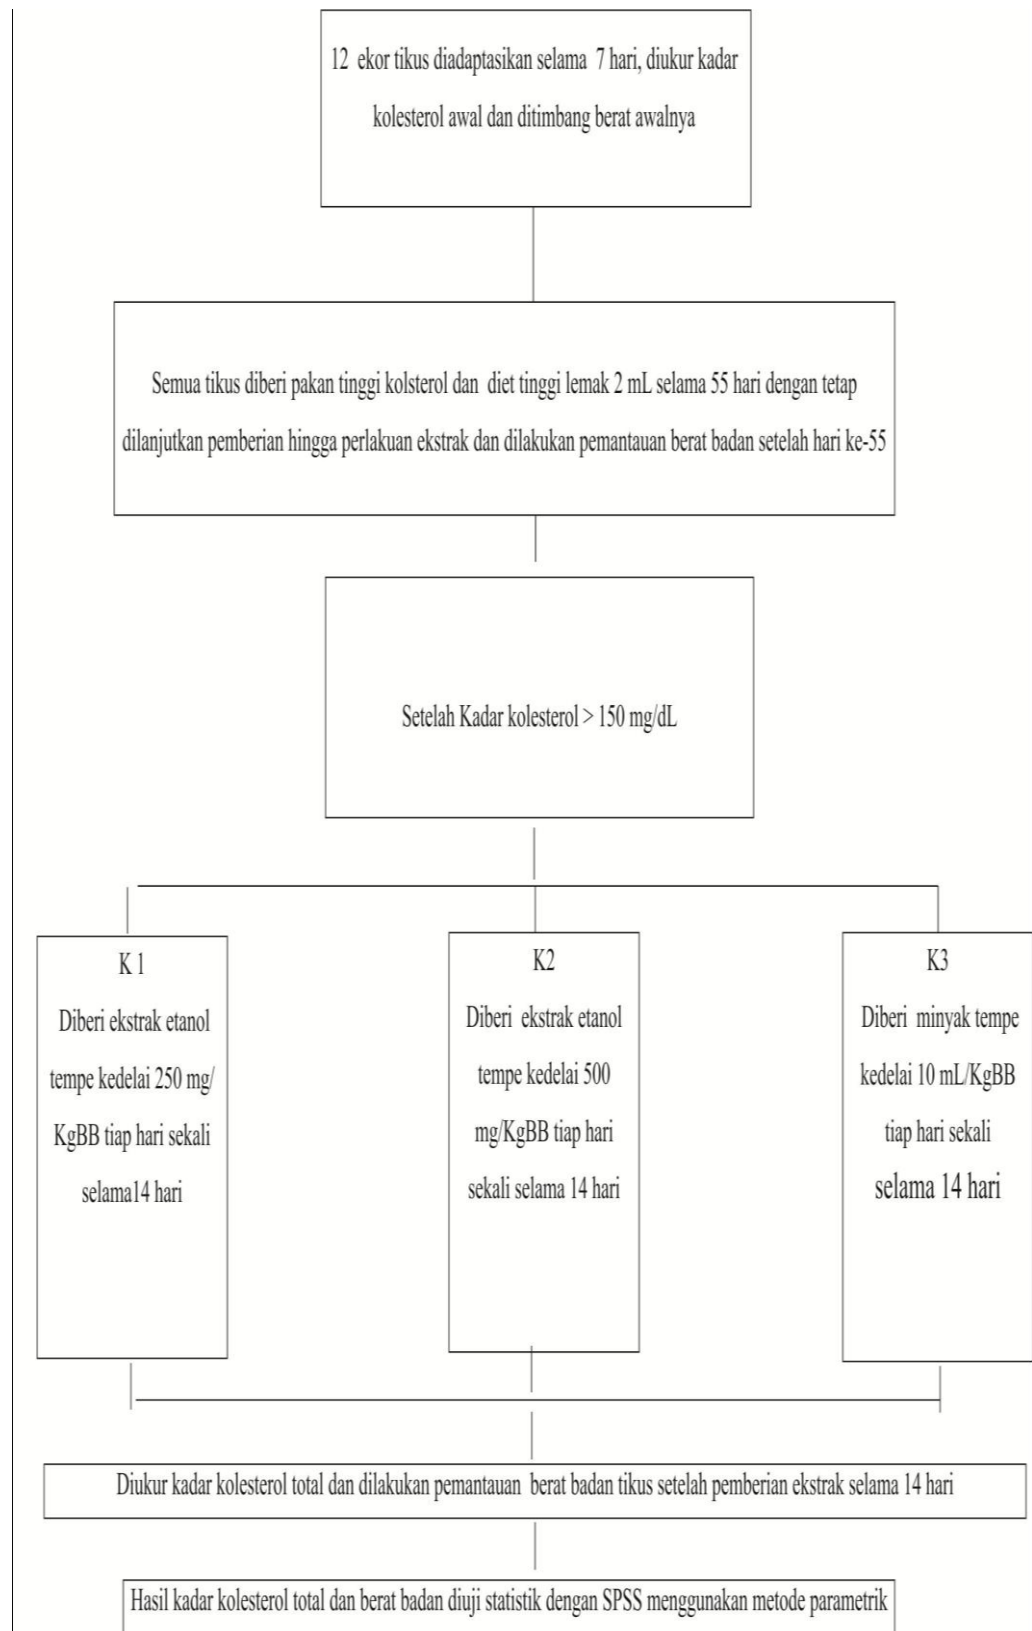 12 ekor tikus diadaptasikan selama 7 hari, diukur kadar
kolesterol awal dan ditimbang berat awalnya
Semua tikus diberi pakan tinggi kolsterol dan diet tinggi lemak 2 mL selama 55 hari dengan tetap
dilanjutkan pemberian hingga perlakuan ekstrak dan dilakukan pemantauan berat badan setelah hari ke-55
Setelah Kadar kolesterol > 150 mg/dL
K 1
Diberi ekstrak etanol
tempe kedelai 250 mg/
KgBB tiap hari sekali
selama14 hari
K2
Diberi ekstrak etanol
tempe kedelai 500
mg/KgBB tiap hari
sekali selama 14 hari
K3
Diberi minyak tempe
kedelai 10 mL/KgBB
tiap hari sekali
selama 14 hari
Diukur kadar kolesterol total dan dilakukan pemantauan berat badan tikus setelah pemberian ekstrak selama 14 hari
Hasil kadar kolesterol total dan berat badan diuji statistik dengan SPSS menggunakan metode parametrik